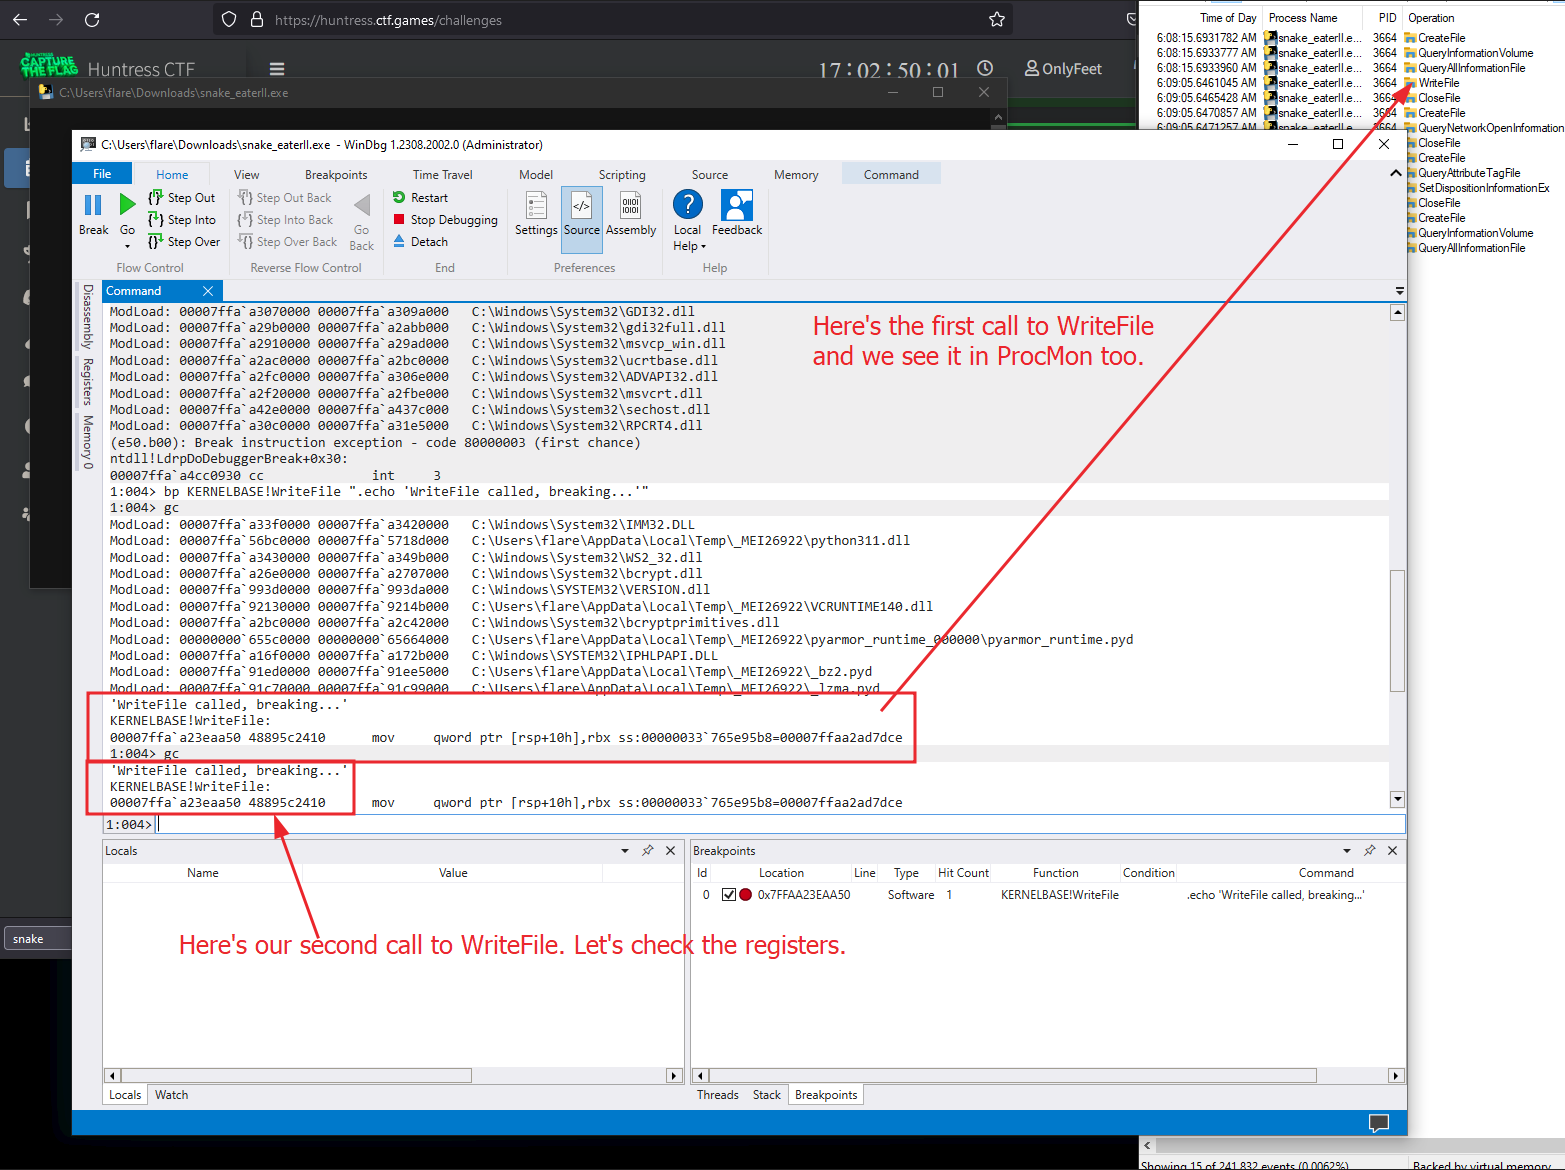 https://huntress.ctf.games/challenges
HUNTRESS
CAPTURE
THE FLAG
Huntress CTF
17:02:50:01
OnlyFeet
C:\Users\flare\Downloads\snake_eaterII.exe
Time of Day Process Name PID Operation
6:08:15.6931782 AM snake_eaterII.e... 3664 CreateFile
6:08:15.6933777 AM snake_eaterII.e... 3664 QueryInformationVolume
6:08:15.6933960 AM snake_eaterII.e... 3664 QueryAllInformationFile
6:09:05.6461045 AM snake_eaterII.e... 3664 WriteFile
6:09:05.6465428 AM snake_eaterII.e... 3664 CloseFile
6:09:05.6470857 AM snake_eaterII.e... 3664 CreateFile
6:09:05.6471257 AM snake_eaterII.e... 3664 QueryNetworkOpenInformation
CloseFile
CreateFile
QueryAttributeTagFile
SetDispositionInformationEx
CloseFile
CreateFile
QueryInformationVolume
QueryAllInformationFile
C:\Users\flare\Downloads\snake_eaterII.exe - WinDbg 1.2308.2002.0 (Administrator)
File Home View Breakpoints Time Travel Model Scripting Source Memory Command
Break Go Step Out Step Into Step Over
Step Out Back Step Into Back Step Over Back Go Back
Restart Stop Debugging Detach
Settings Source Assembly
Local Help Feedback
Flow Control Reverse Flow Control End Preferences Help
Disassembly
Registers
Memory 0
Command
ModLoad: 00007ffa`a3070000 00007ffa`a309a000 C:\Windows\System32\GDI32.dll
ModLoad: 00007ffa`a29b0000 00007ffa`a2abb000 C:\Windows\System32\gdi32full.dll
ModLoad: 00007ffa`a2910000 00007ffa`a29ad000 C:\Windows\System32\msvcp_win.dll
ModLoad: 00007ffa`a2ac0000 00007ffa`a2bc0000 C:\Windows\System32\ucrtbase.dll
ModLoad: 00007ffa`a2fc0000 00007ffa`a306e000 C:\Windows\System32\ADVAPI32.dll
ModLoad: 00007ffa`a2f20000 00007ffa`a2fbe000 C:\Windows\System32\msvcrt.dll
ModLoad: 00007ffa`a42e0000 00007ffa`a437c000 C:\Windows\System32\sechost.dll
ModLoad: 00007ffa`a30c0000 00007ffa`a31e5000 C:\Windows\System32\RPCRT4.dll
(e50.b00): Break instruction exception - code 80000003 (first chance)
ntdll!LdrpDoDebuggerBreak+0x30:
00007ffa`a4cc0930 cc int 3
1:004> bp KERNELBASE!WriteFile ".echo 'WriteFile called, breaking...'"
1:004> gc
ModLoad: 00007ffa`a33f0000 00007ffa`a3420000 C:\Windows\System32\IMM32.DLL
ModLoad: 00007ffa`56bc0000 00007ffa`5718d000 C:\Users\flare\AppData\Local\Temp\_MEI26922\python311.dll
ModLoad: 00007ffa`a3430000 00007ffa`a349b000 C:\Windows\System32\WS2_32.dll
ModLoad: 00007ffa`a26e0000 00007ffa`a2707000 C:\Windows\System32\bcrypt.dll
ModLoad: 00007ffa`993d0000 00007ffa`993da000 C:\Windows\SYSTEM32\VERSION.dll
ModLoad: 00007ffa`92130000 00007ffa`9214b000 C:\Users\flare\AppData\Local\Temp\_MEI26922\VCRUNTIME140.dll
ModLoad: 00007ffa`a2bc0000 00007ffa`a2c42000 C:\Windows\System32\bcryptprimitives.dll
ModLoad: 00000000`655c0000 00000000`65664000 C:\Users\flare\AppData\Local\Temp\_MEI26922\pyarmor_runtime_000000\pyarmor_runtime.pyd
ModLoad: 00007ffa`a16f0000 00007ffa`a172b000 C:\Windows\SYSTEM32\IPHLPAPI.DLL
ModLoad: 00007ffa`91ed0000 00007ffa`91ee5000 C:\Users\flare\AppData\Local\Temp\_MEI26922\_bz2.pyd
ModLoad: 00007ffa`91c70000 00007ffa`91c99000 C:\Users\flare\AppData\Local\Temp\_MEI26922\_lzma.pyd
'WriteFile called, breaking...'
KERNELBASE!WriteFile:
00007ffa`a23eaa50 48895c2410 mov qword ptr [rsp+10h],rbx ss:00000033`765e95b8=00007ffaa2ad7dce
1:004> gc
'WriteFile called, breaking...'
KERNELBASE!WriteFile:
00007ffa`a23eaa50 48895c2410 mov qword ptr [rsp+10h],rbx ss:00000033`765e95b8=00007ffaa2ad7dce
1:004>
Here's the first call to WriteFile
and we see it in ProcMon too.
Locals
Name Value
Here's our second call to WriteFile. Let's check the registers.
Locals Watch
Breakpoints
Id Location Line Type Hit Count Function Condition Command
0 0x7FFAA23EAA50 Software 1 KERNELBASE!WriteFile .echo 'WriteFile called, breaking...'
Threads Stack Breakpoints
snake
Showing 15 of 241,832 events (0.0062%) Backed by virtual memory